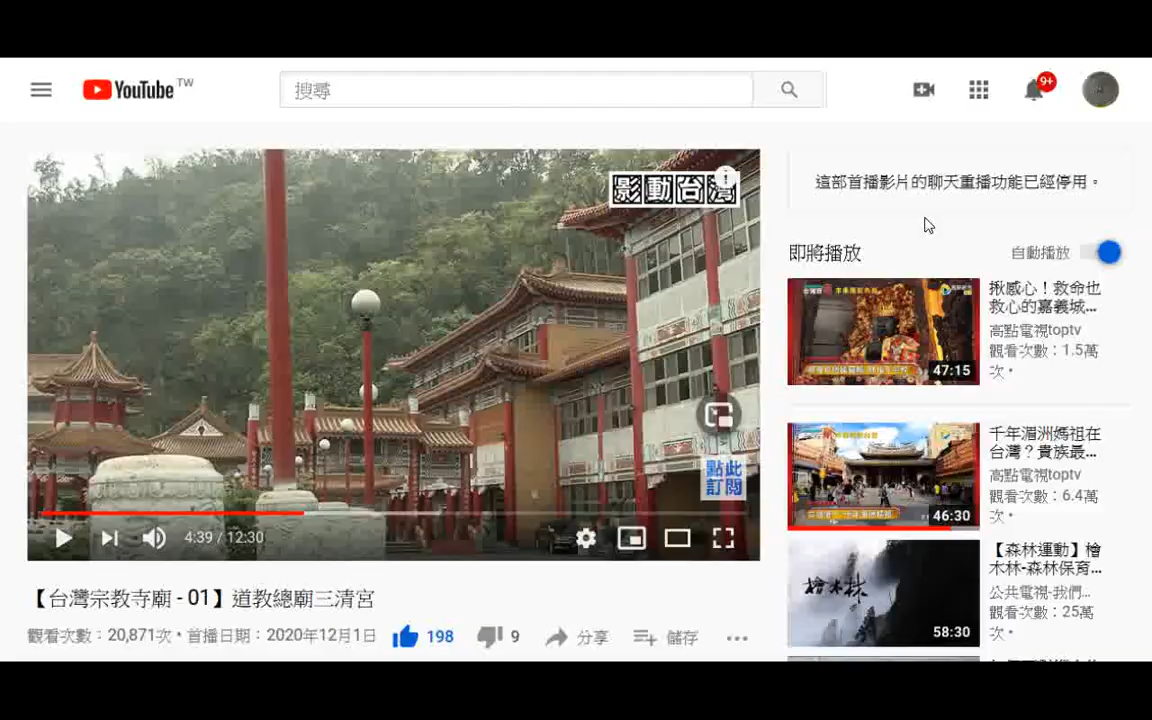 YouTube TW
搜尋
9+
影動台灣
這部首播影片的聊天重播功能已經停用。
即將播放
自動播放
揪感心！救命也
救心的嘉義城...
高點電視toptv
觀看次數：1.5萬
次・
47:15
千年湄洲媽祖在
台灣？貴族最...
高點電視toptv
觀看次數：6.4萬
次・
46:30
點此
訂閱
4:39 / 12:30
【森林運動】檜
木林-森林保育...
公共電視-我們...
觀看次數：25萬
次・
檜木林
58:30
【台灣宗教寺廟 - 01】道教總廟三清宮
觀看次數：20,871次・首播日期：2020年12月1日
198
9
分享
儲存